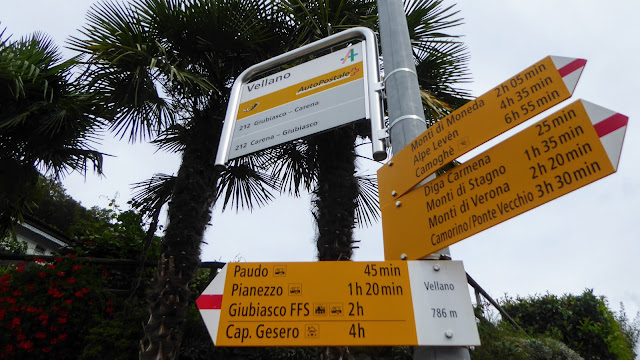 Vellano
AutoPostale
212 Giubiasco - Carena
212 Carena - Giubiasco
Monti di Moneda 2h 05 min
Alpe Levèn 4h 35 min
Camoghè 6h 55 min
Diga Carmena 25 min
Monti di Stagno 1h 35 min
Monti di Verona 2h 20 min
Camorino/Ponte Vecchio 3h 30 min
Paudo 45 min
Pianezzo 1h 20 min
Giubiasco FFS 2h
Cap. Gesero 4h
Vellano
786 m